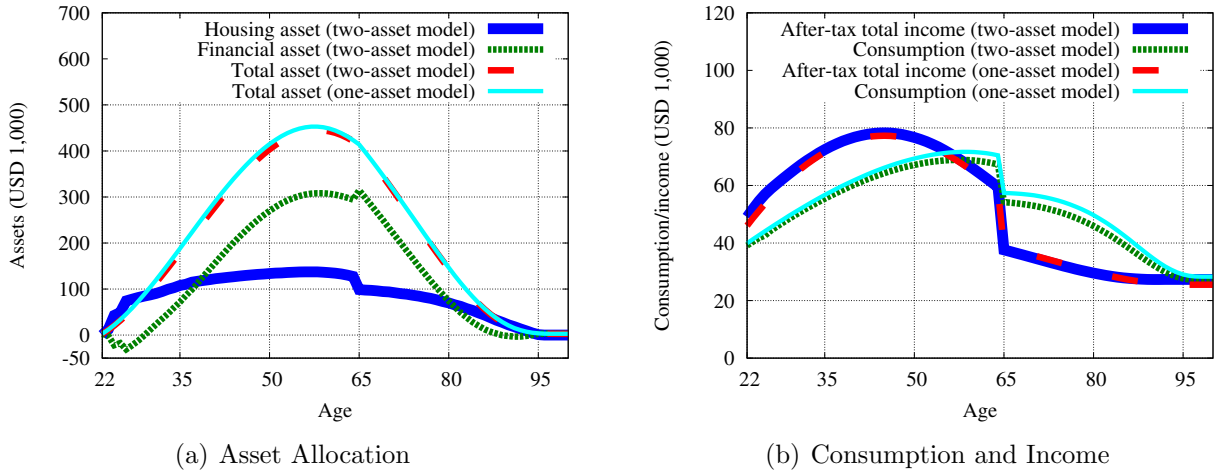 700
600
500
400
300
200
100
0
-50
Assets (USD 1,000)
Housing asset (two-asset model)
Financial asset (two-asset model)
Total asset (two-asset model)
Total asset (one-asset model)
22 35 50 65 80 95
Age
(a) Asset Allocation
120
100
80
60
40
20
0
Consumption/income (USD 1,000)
After-tax total income (two-asset model)
Consumption (two-asset model)
After-tax total income (one-asset model)
Consumption (one-asset model)
22 35 50 65 80 95
Age
(b) Consumption and Income